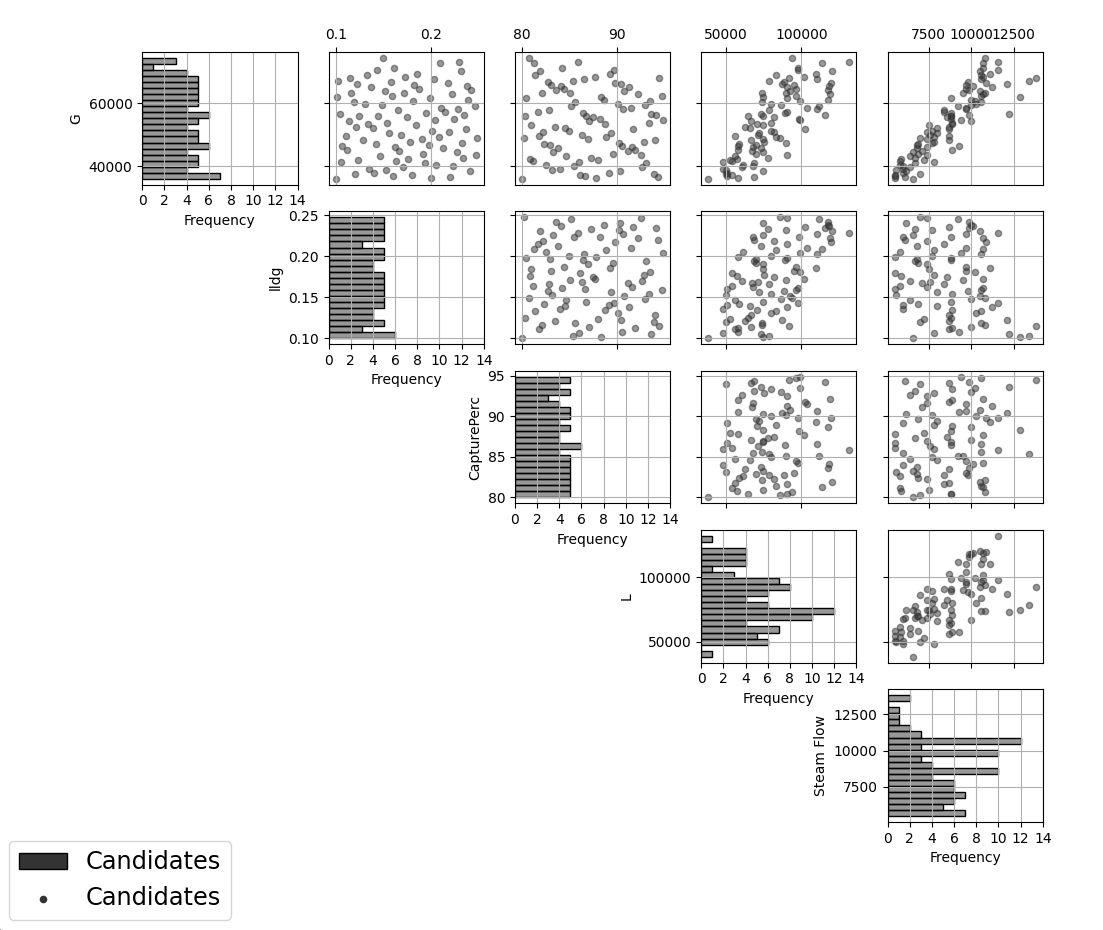 0.1 0.2 80 90 50000 100000 7500 10000 12500
60000
40000
G
0 2 4 6 8 10 12 14
Frequency
0.25
0.20
0.15
0.10
lldg
0 2 4 6 8 10 12 14
Frequency
95
90
85
80
CapturePerc
0 2 4 6 8 10 12 14
Frequency
100000
50000
L
0 2 4 6 8 10 12 14
Frequency
12500
10000
7500
Steam Flow
0 2 4 6 8 10 12 14
Frequency
Candidates
Candidates